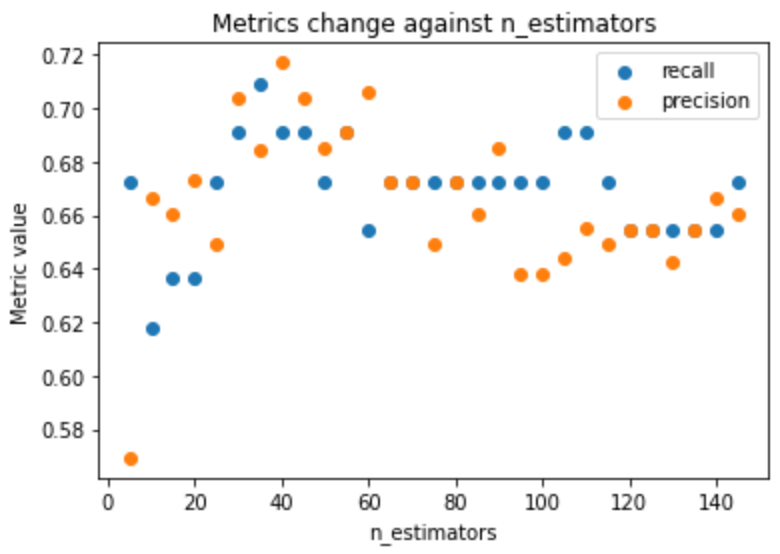 Metrics change against n_estimators
recall
precision
0.72
0.70
0.68
0.66
0.64
0.62
0.60
0.58
Metric value
0 20 40 60 80 100 120 140
n_estimators